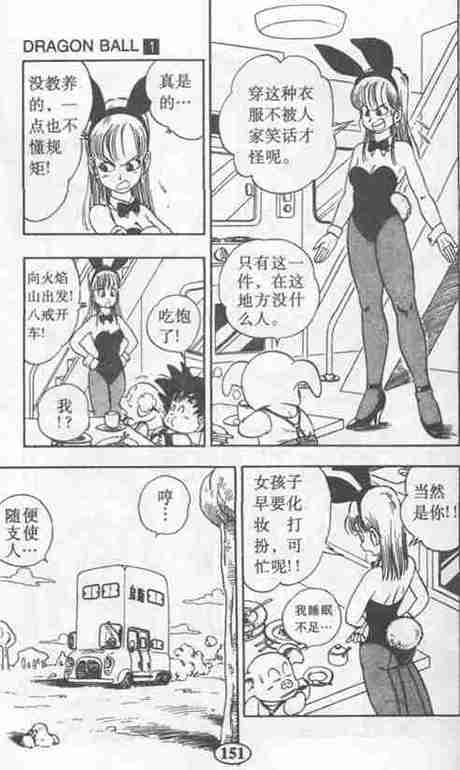 DRAGON BALL 1
穿这种衣
服不被人
家笑话才
怪呢。
只有这一
件，在这
地方没什
么人。
真是
的…
没教养
的，一
点也不
懂规
矩！
吃饱
了！
向火焰
山出发！
八戒开
车！
我
!？
当然
是你!!
女孩子
早要化
妆 打
扮，可
忙呢!!
我睡眠
不足…
哼…
随便
支使
人…
151